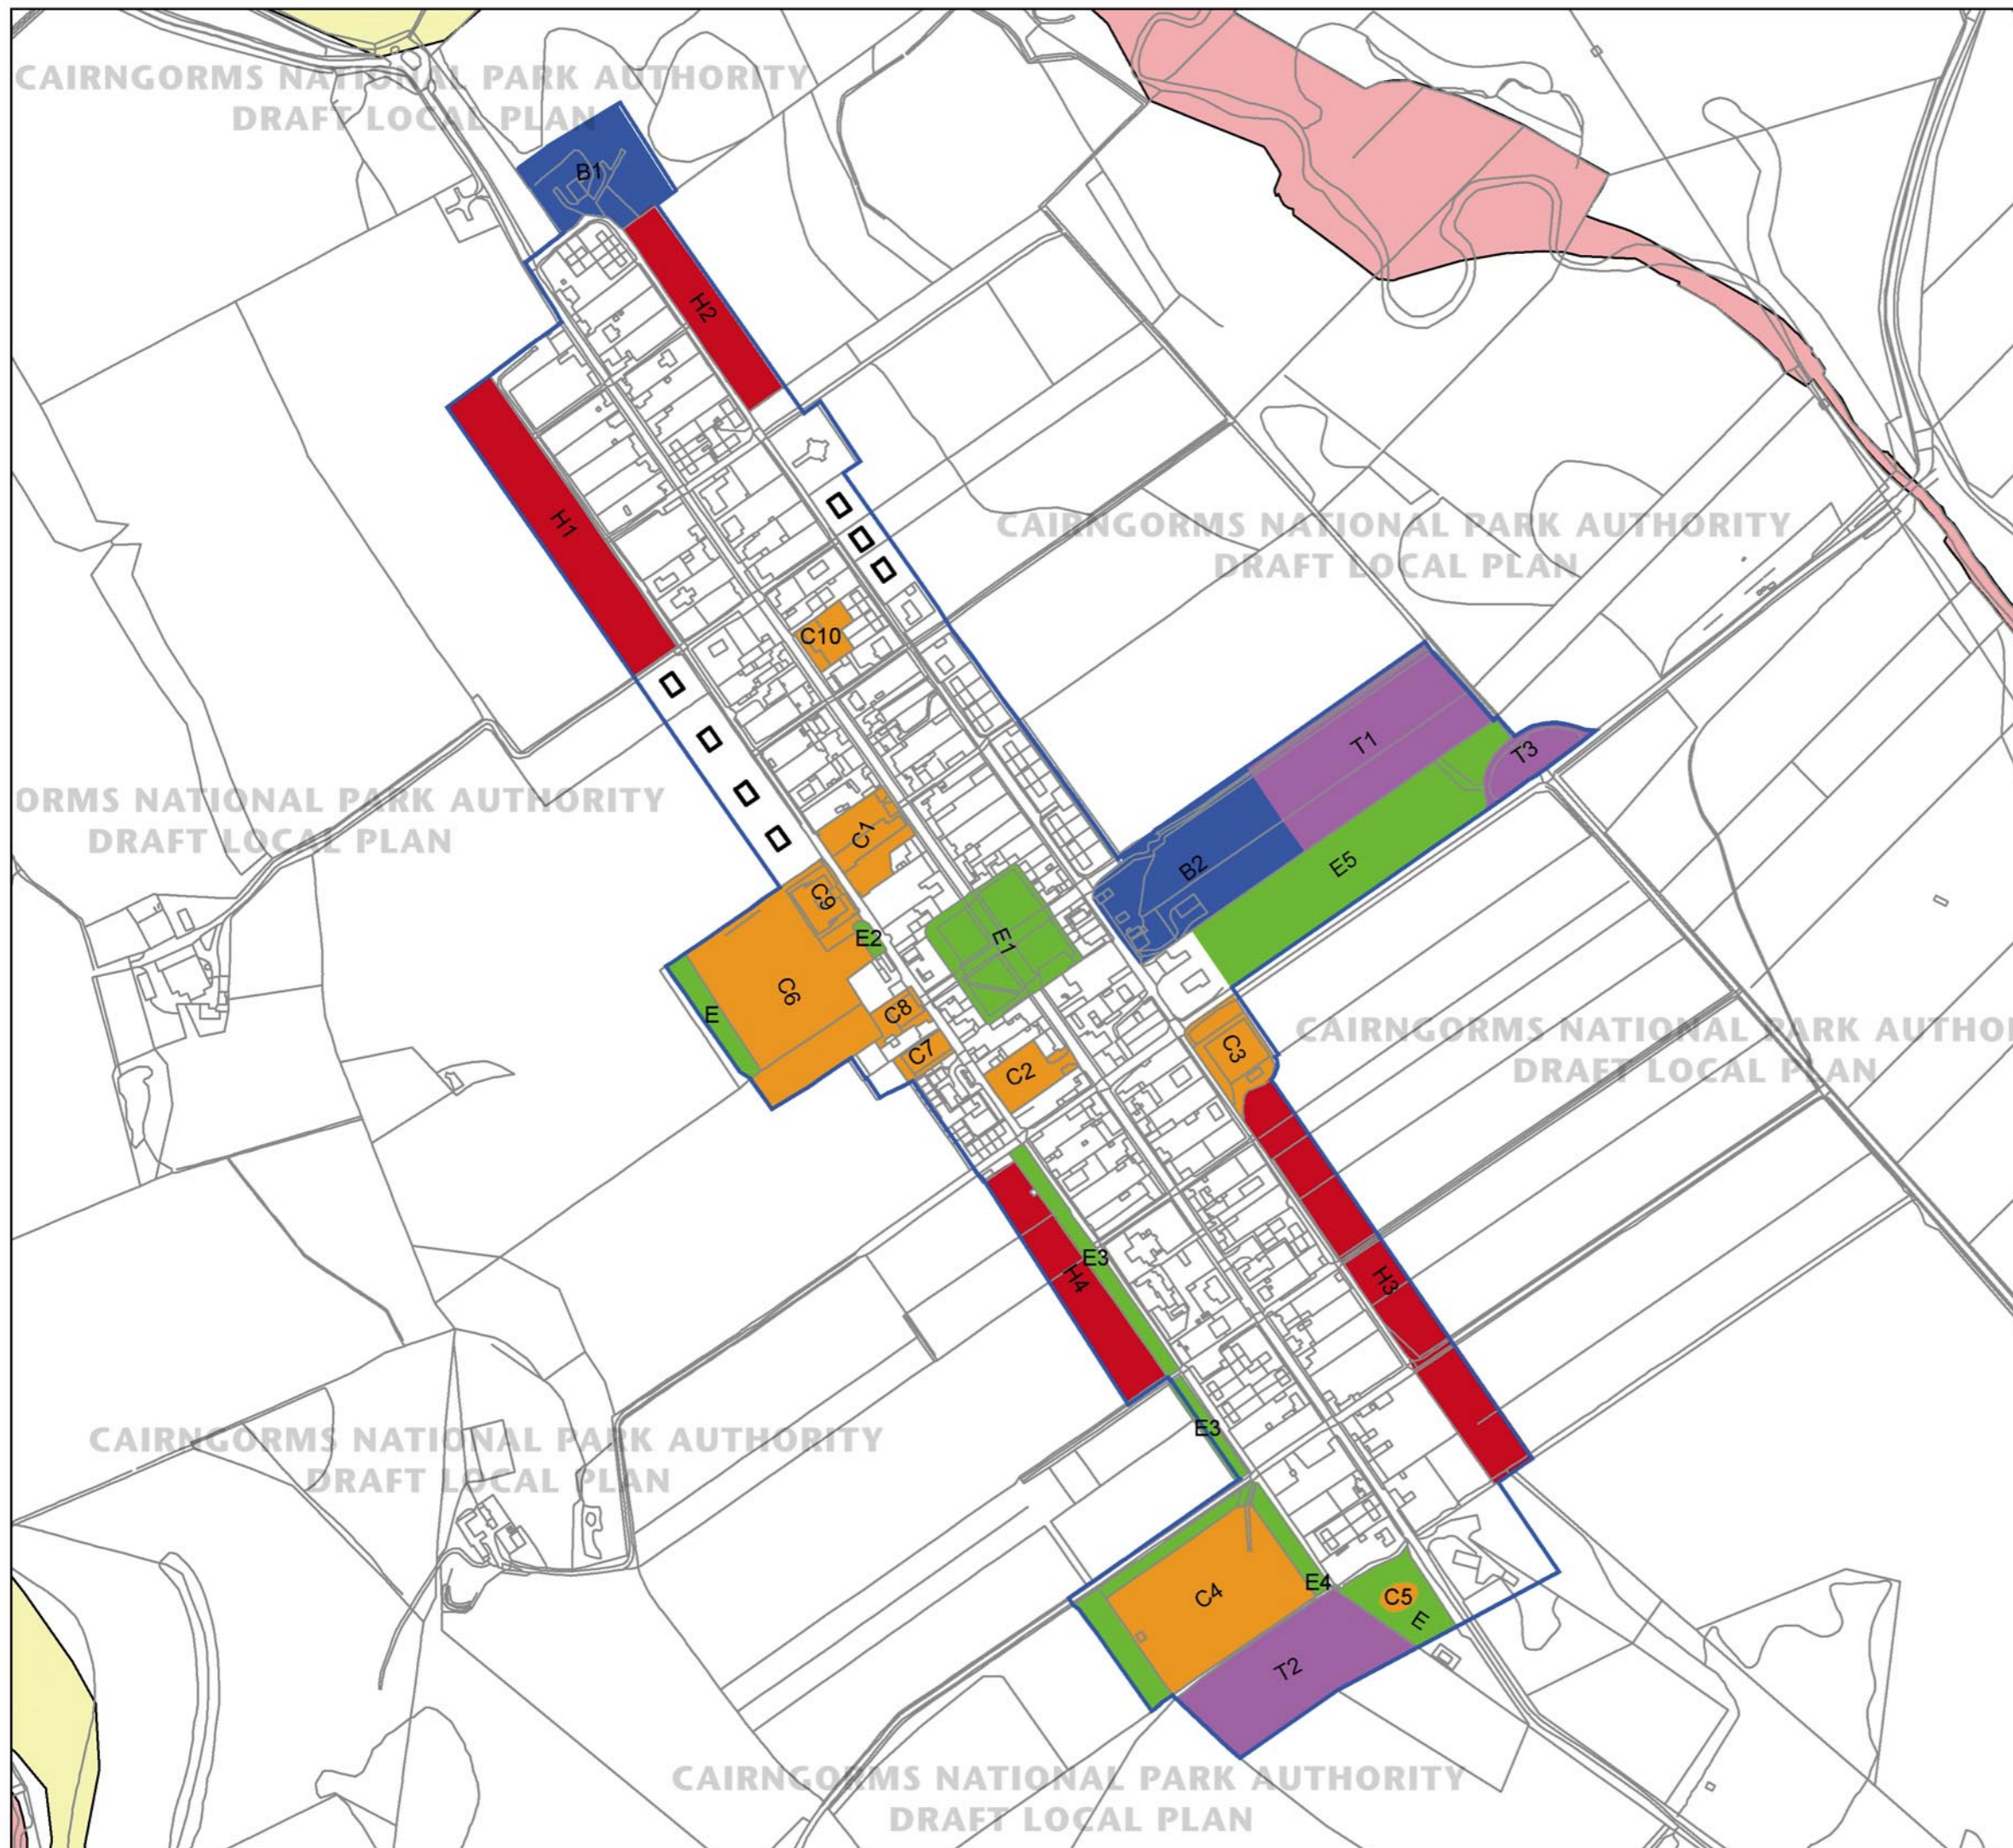 CAIRNGORMS NATIONAL PARK AUTHORITY
DRAFT LOCAL PLAN
B1
H2
H1
CAIRNGORMS NATIONAL PARK AUTHORITY
DRAFT LOCAL PLAN
C10
T1
T3
ORMS NATIONAL PARK AUTHORITY
DRAFT LOCAL PLAN
C1
B2
E5
C9
E2
E1
C6
E
C8
C7
C2
C3
CAIRNGORMS NATIONAL PARK AUTHO
DRAFT LOCAL PLAN
E3
H4
H3
E3
CAIRNGORMS NATIONAL PARK AUTHORITY
DRAFT LOCAL PLAN
C4
E4
C5
E
T2
CAIRNGORMS NATIONAL PARK AUTHORITY
DRAFT LOCAL PLAN